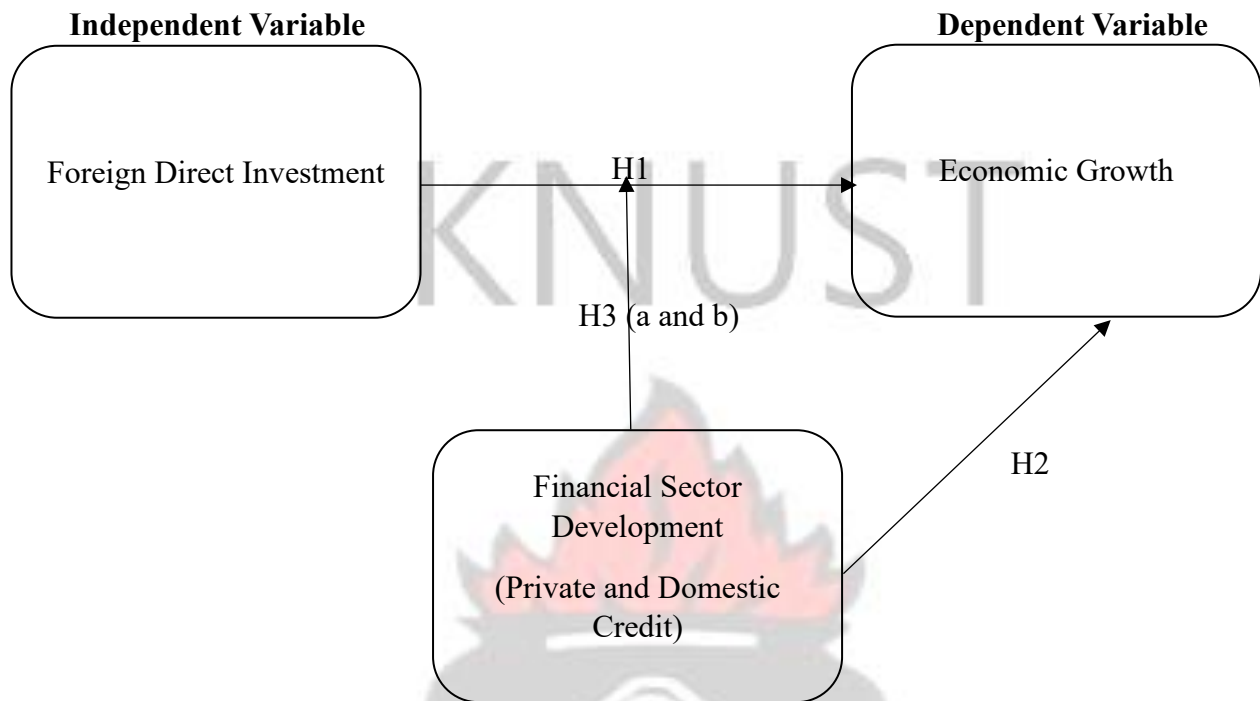 Independent Variable
Dependent Variable
Foreign Direct Investment
H1
Economic Growth
KNUST
H3 (a and b)
H2
Financial Sector
Development
(Private and Domestic
Credit)